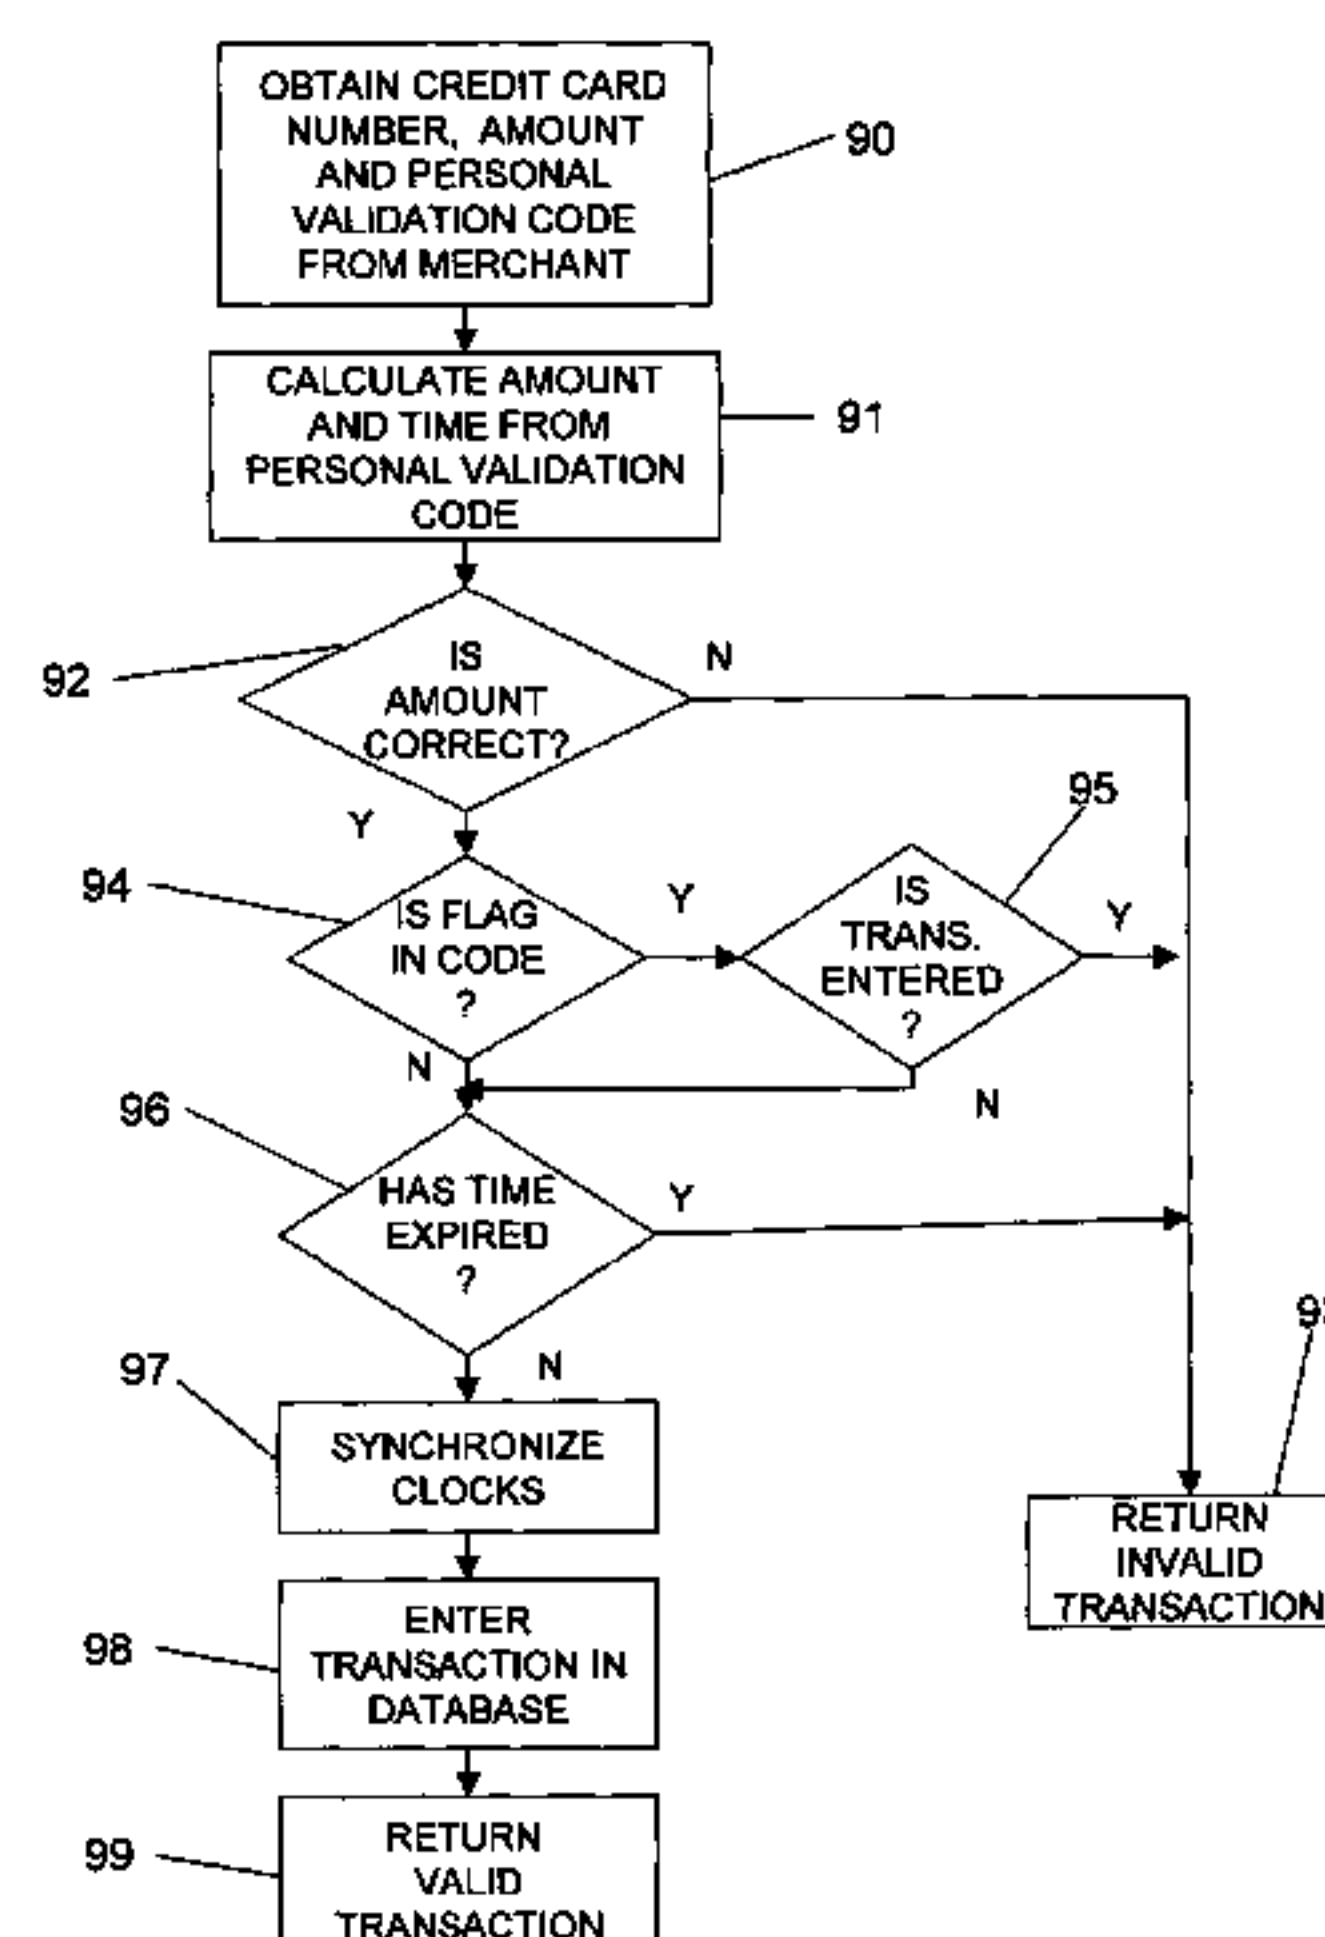 OBTAIN CREDIT CARD
NUMBER, AMOUNT
AND PERSONAL
VALIDATION CODE
FROM MERCHANT
90
CALCULATE AMOUNT
AND TIME FROM
PERSONAL VALIDATION
CODE
91
IS
AMOUNT
CORRECT?
92
N
Y
95
94
IS FLAG
IN CODE
?
Y
IS
TRANS.
ENTERED
?
Y
N
N
96
HAS TIME
EXPIRED
?
Y
N
97
SYNCHRONIZE
CLOCKS
RETURN
INVALID
TRANSACTION
98
ENTER
TRANSACTION IN
DATABASE
99
RETURN
VALID
TRANSACTION